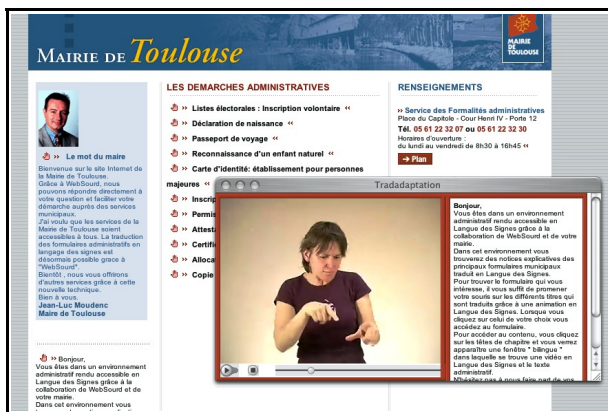 MAIRIE DE Toulouse
MAIRIE
DE
TOULOUSE
›› Le mot du maire
Bienvenue sur le site Internet de
la Mairie de Toulouse.
Grâce à WebSourd, nous
pouvons répondre directement à
votre question et faciliter votre
démarche auprès des services
municipaux.
J'ai voulu que les services de la
Mairie de Toulouse soient
accessibles à tous. La traduction
des formulaires administratifs en
langage des signes est
désormais possible grace à
"WebSourd".
Bientôt , nous vous offrirons
d'autres services grâce à cette
nouvelle technique.
Bien à vous.
Jean-Luc Moudenc
Maire de Toulouse
›› Bonjour,
Vous êtes dans un environnement
administratif rendu accessible en
Langue des Signes grâce à la
collaboration de WebSourd et de
votre mairie.
Dans cet environnement vous
LES DEMARCHES ADMINISTRATIVES
›› Listes électorales : Inscription volontaire ‹‹
›› Déclaration de naissance ‹‹
›› Passeport de voyage ‹‹
›› Reconnaissance d'un enfant naturel ‹‹
›› Carte d'identité: établissement pour personnes
majeures ‹‹
›› Inscrip
›› Permis
›› Attesta
›› Certifi
›› Alloca
›› Copie
RENSEIGNEMENTS
›› Service des Formalités administratives
Place du Capitole - Cour Henri IV - Porte 12
Tél. 05 61 22 32 07 ou 05 61 22 32 30
Horaires d'ouverture :
du lundi au vendredi de 8h30 à 16h45 ‹‹
➔ Plan
Tradadaptation
Bonjour,
Vous êtes dans un environnement
administratif rendu accessible en
Langue des Signes grâce à la
collaboration de WebSourd et de votre
mairie.
Dans cet environnement vous
trouverez des notices explicatives des
principaux formulaires municipaux
traduit en Langue des Signes.
Pour trouver le formulaire qui vous
intéresse, il vous suffit de promener
votre souris sur les différents titres qui
sont traduits grâce à une animation en
Langue des Signes. Lorsque vous
cliquez sur celui de votre choix vous
accédez au formulaire.
Pour accéder au contenu, vous cliquez
sur les têtes de chapitre et vous verrez
apparaître une fenêtre " bilingue "
dans laquelle se trouve une vidéo en
Langue des Signes et le texte
administratif.
N'hésitez pas à nous faire part de vos